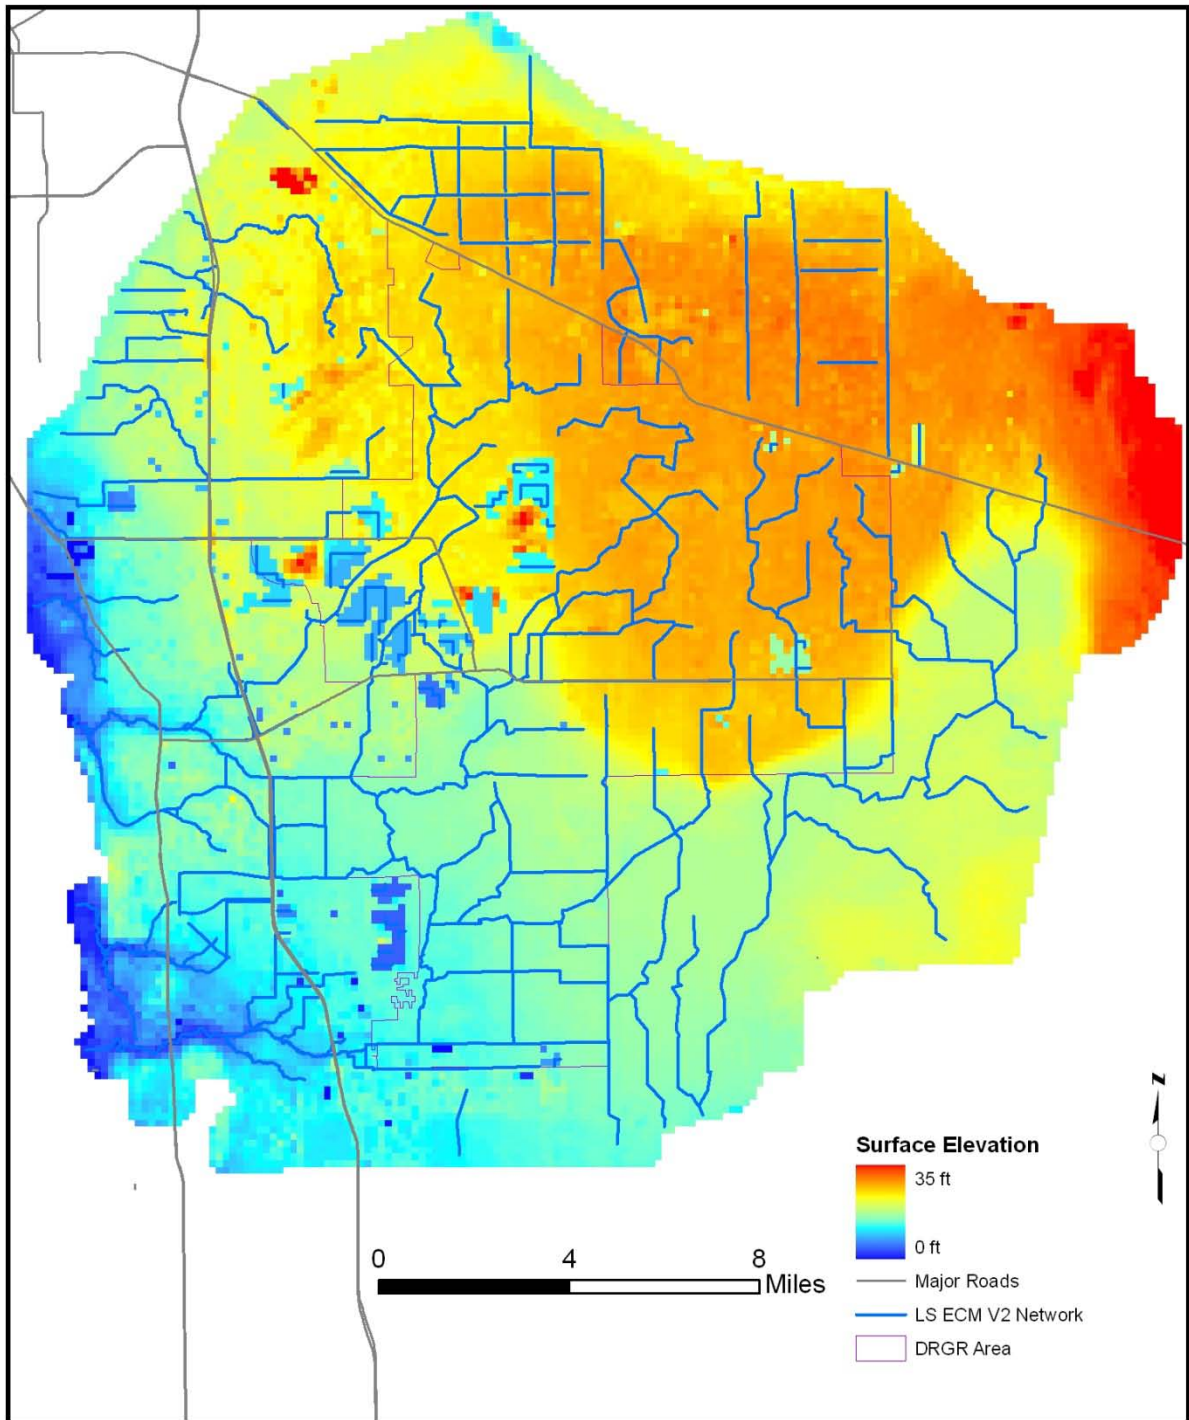 N
Surface Elevation
35 ft
0 ft
Major Roads
LS ECM V2 Network
DRGR Area
0 4 8
Miles